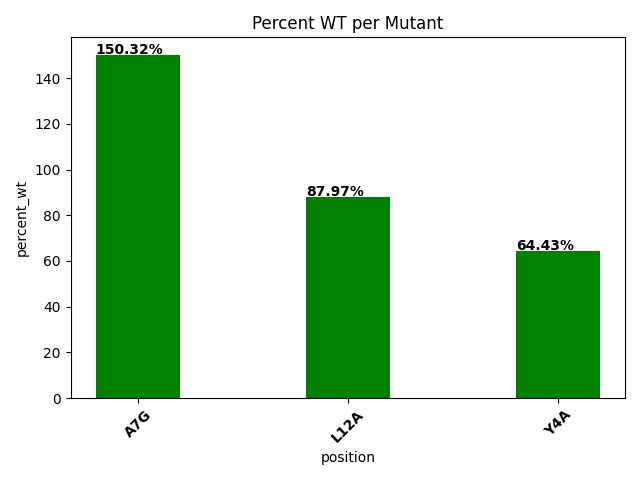 Percent WT per Mutant
150.32%
87.97%
64.43%
percent_wt
140
120
100
80
60
40
20
0
A7G
L12A
Y4A
position